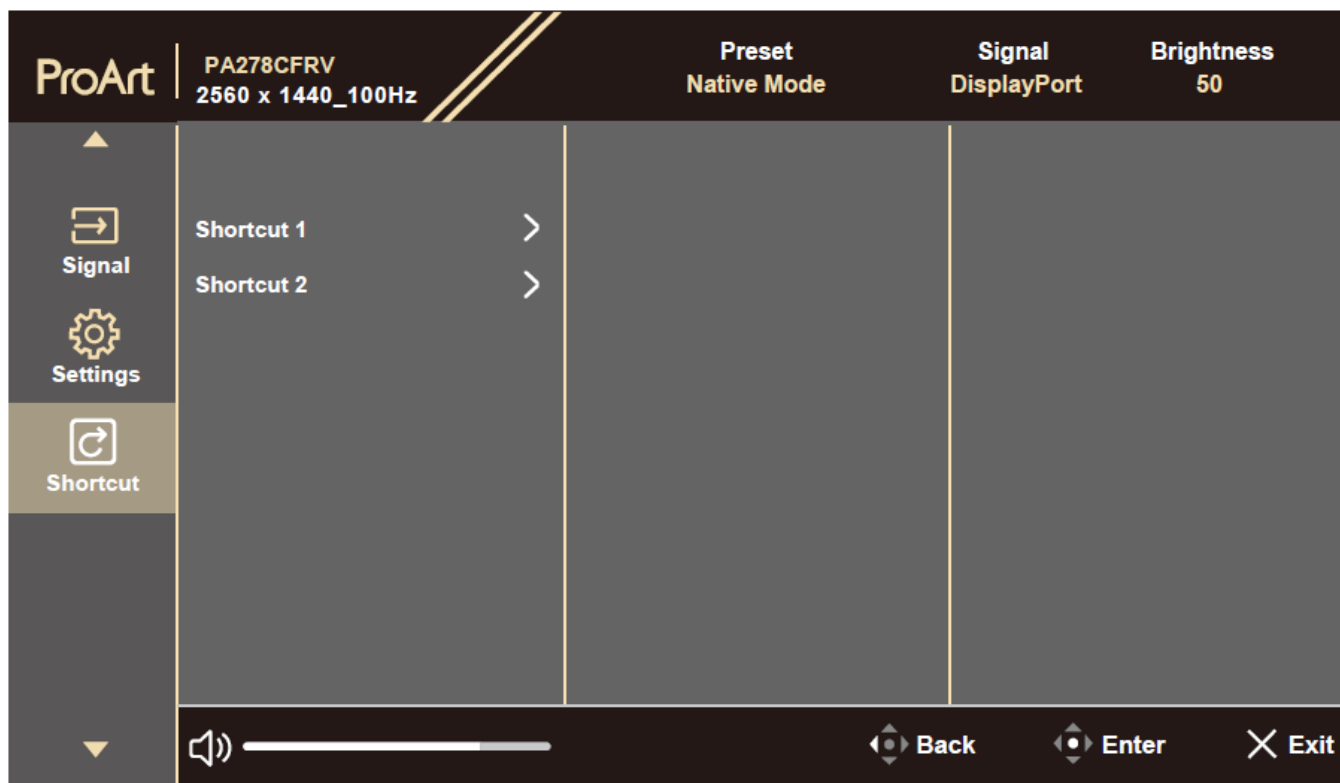 ProArt
PA278CFRV
2560 x 1440_100Hz
Preset
Native Mode
Signal
DisplayPort
Brightness
50
Signal
Settings
Shortcut
Shortcut 1
Shortcut 2
Back
Enter
Exit